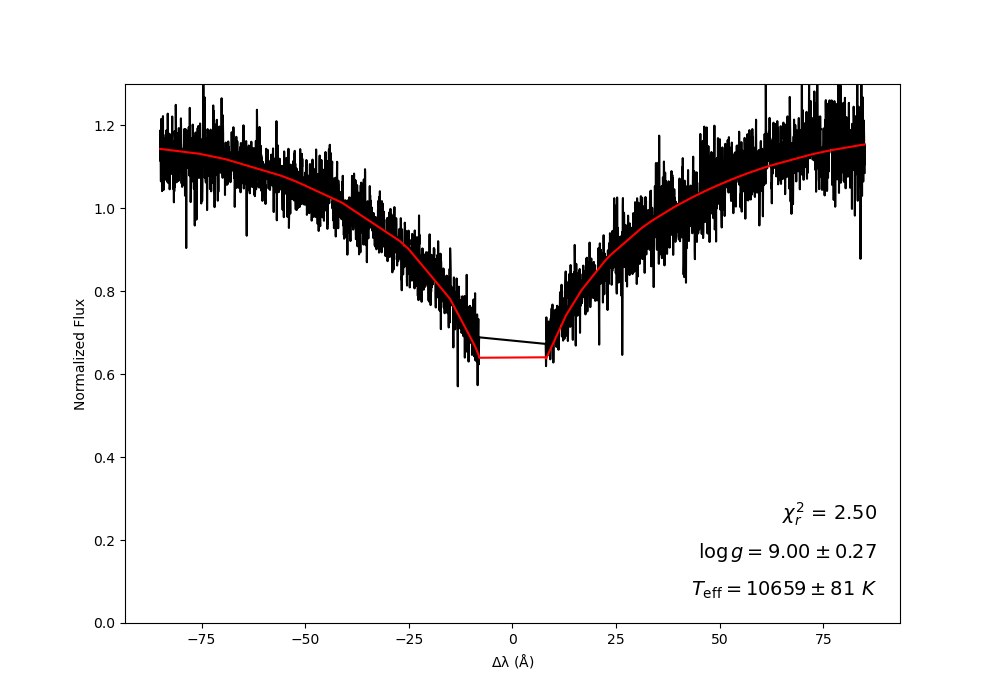 1.2
1.0
0.8
0.6
0.4
0.2
0.0
Normalized Flux
χ²ᵣ = 2.50
log g = 9.00 ± 0.27
T_eff = 10659 ± 81 K
−75 −50 −25 0 25 50 75
Δλ (Å)